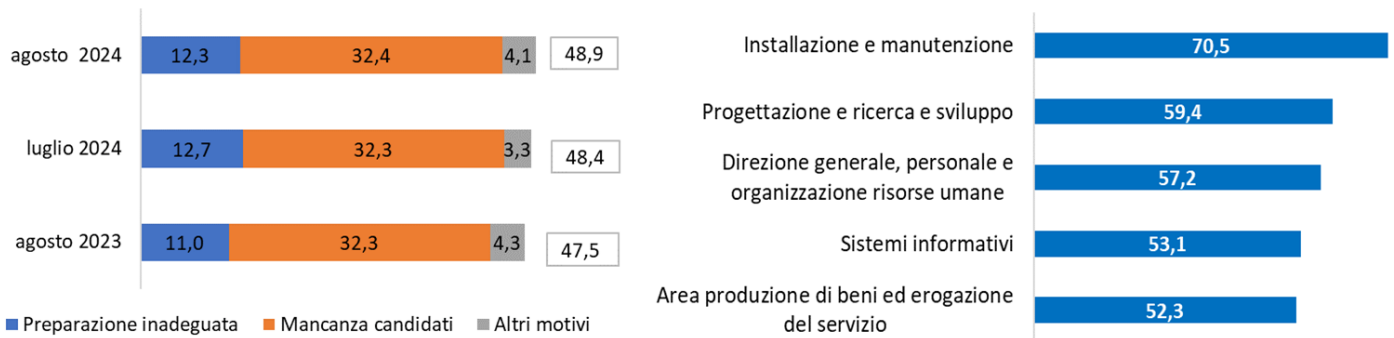 agosto 2024
12,3
32,4
4,1
48,9
luglio 2024
12,7
32,3
3,3
48,4
agosto 2023
11,0
32,3
4,3
47,5
Preparazione inadeguata
Mancanza candidati
Altri motivi
Installazione e manutenzione
70,5
Progettazione e ricerca e sviluppo
59,4
Direzione generale, personale e
organizzazione risorse umane
57,2
Sistemi informativi
53,1
Area produzione di beni ed erogazione
del servizio
52,3